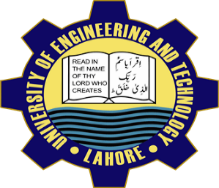 UNIVERSITY OF ENGINEERING AND TECHNOLOGY
• LAHORE •
READ IN
THE NAME
OF THY
LORD WHO
CREATES
اقرأ باسم
ربك
الذي خلق